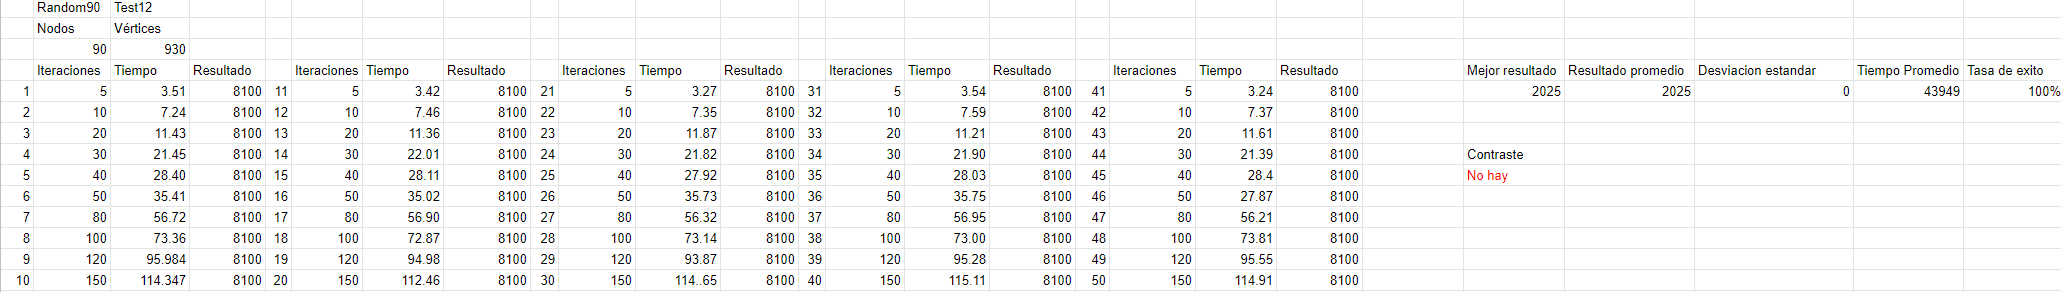 Random90 Test12
Nodos Vértices
90 930
Iteraciones Tiempo Resultado Iteraciones Tiempo Resultado Iteraciones Tiempo Resultado Iteraciones Tiempo Resultado Iteraciones Tiempo Resultado Mejor resultado Resultado promedio Desviacion estandar Tiempo Promedio Tasa de exito
1 5 3.51 8100 11 5 3.42 8100 21 5 3.27 8100 31 5 3.54 8100 41 5 3.24 8100 2025 2025 0 43949 100%
2 10 7.24 8100 12 10 7.46 8100 22 10 7.35 8100 32 10 7.59 8100 42 10 7.37 8100
3 20 11.43 8100 13 20 11.36 8100 23 20 11.87 8100 33 20 11.21 8100 43 20 11.61 8100
4 30 21.45 8100 14 30 22.01 8100 24 30 21.82 8100 34 30 21.90 8100 44 30 21.39 8100 Contraste
5 40 28.40 8100 15 40 28.11 8100 25 40 27.92 8100 35 40 28.03 8100 45 40 28.4 8100 No hay
6 50 35.41 8100 16 50 35.02 8100 26 50 35.73 8100 36 50 35.75 8100 46 50 27.87 8100
7 80 56.72 8100 17 80 56.90 8100 27 80 56.32 8100 37 80 56.95 8100 47 80 56.21 8100
8 100 73.36 8100 18 100 72.87 8100 28 100 73.14 8100 38 100 73.00 8100 48 100 73.81 8100
9 120 95.984 8100 19 120 94.98 8100 29 120 93.87 8100 39 120 95.28 8100 49 120 95.55 8100
10 150 114.347 8100 20 150 112.46 8100 30 150 114..65 8100 40 150 115.11 8100 50 150 114.91 8100